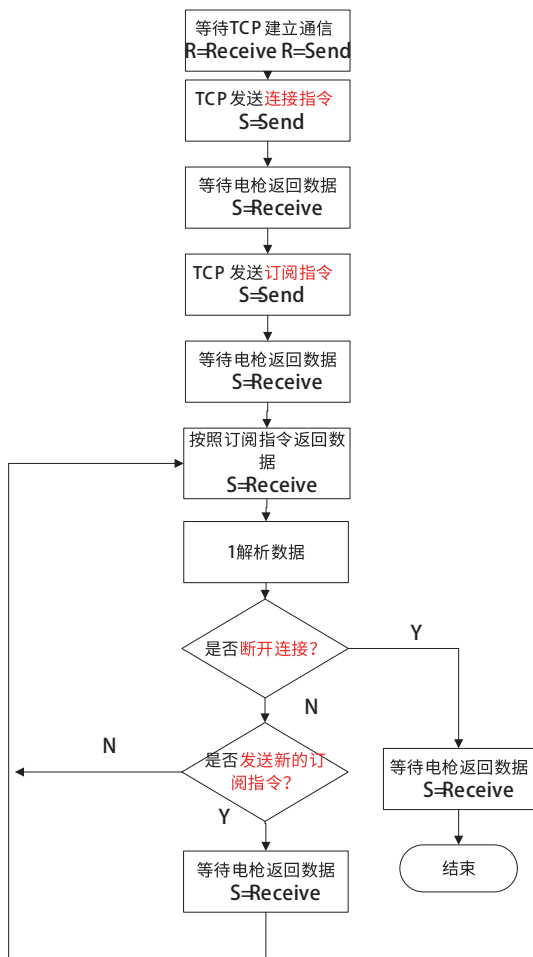 等待TCP 建立通信
R=Receive R=Send
TCP 发送连接指令
S=Send
等待电枪返回数据
S=Receive
TCP 发送订阅指令
S=Send
等待电枪返回数据
S=Receive
按照订阅指令返回数
据
S=Receive
1解析数据
是否断开连接?
Y
N
是否发送新的订
阅指令?
N
Y
等待电枪返回数据
S=Receive
等待电枪返回数据
S=Receive
结束